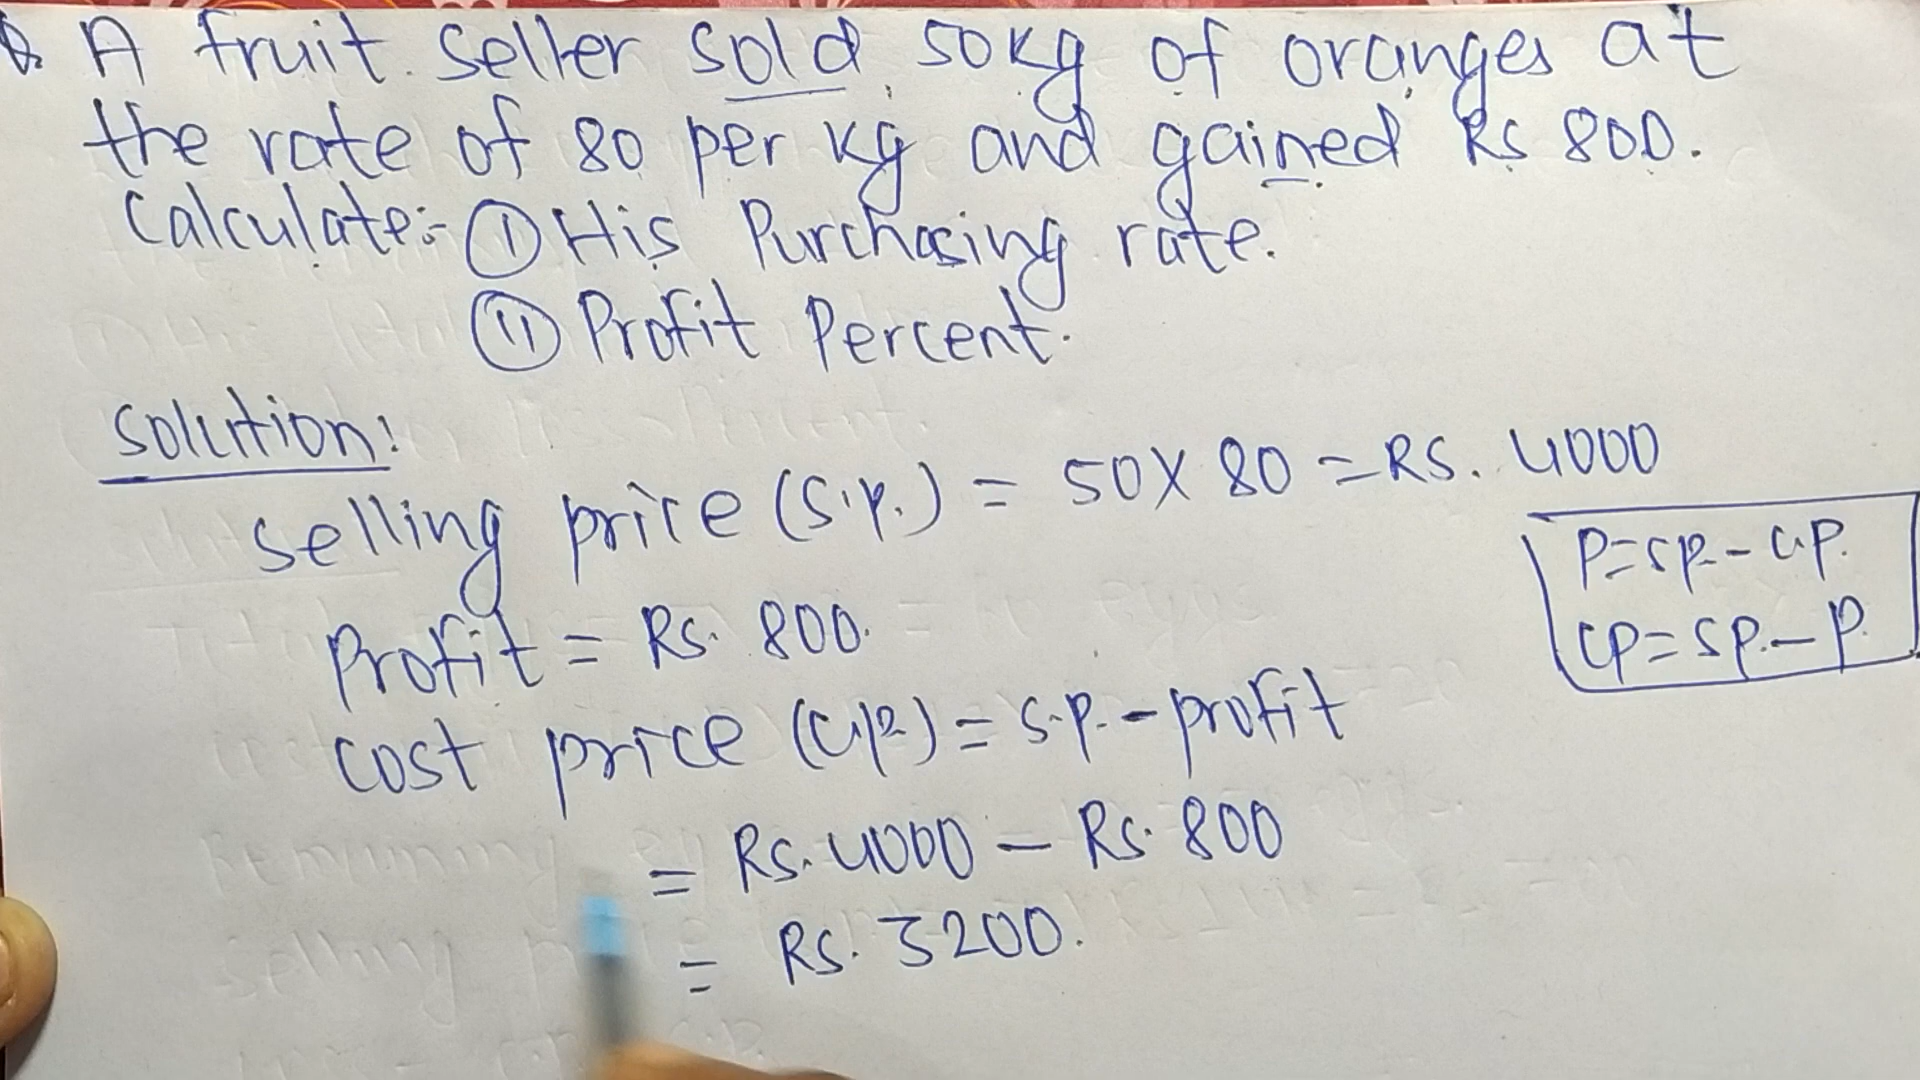 Q. A fruit seller sold 50kg of oranges at
the rate of 80 per kg and gained Rs 800.
Calculate:- (I) His Purchasing rate.
(II) Profit Percent.
Solution:
Selling price (S.P.) = 50 X 80 = RS. 4000
P=SP-C.P.
Profit = Rs. 800.
CP=SP.-P.
Cost price (C.P.) = S.P. - profit
= Rs. 4000 - Rs. 800
= Rs. 3200.